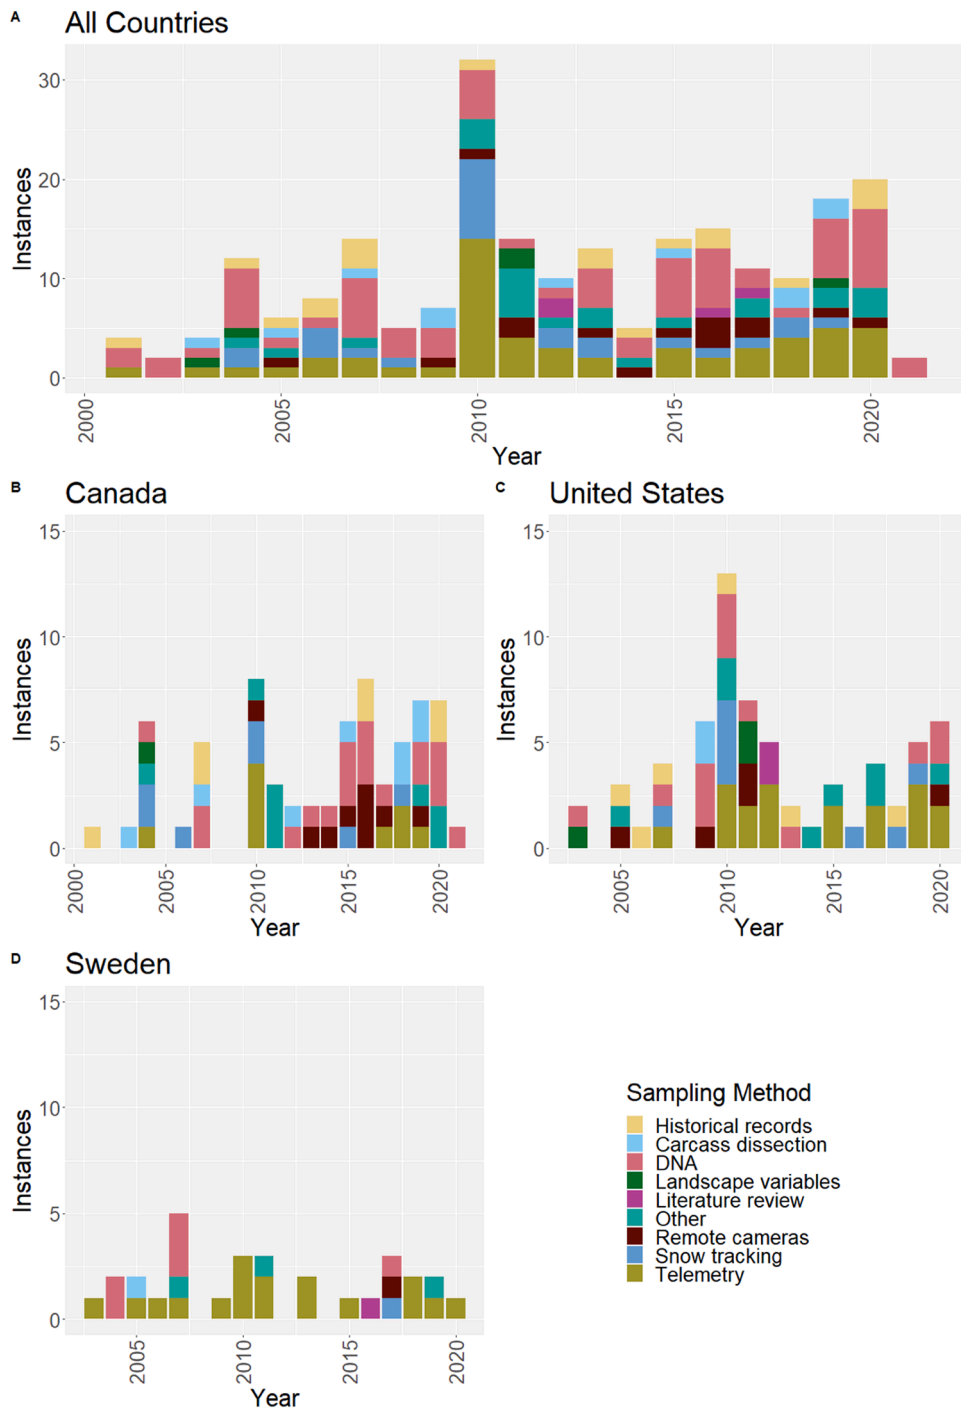 A All Countries
30
20
10
0
Instances
2000 2005 2010 2015 2020
Year
B Canada
15
10
5
0
Instances
2000 2005 2010 2015 2020
Year
C United States
15
10
5
0
Instances
2005 2010 2015 2020
Year
D Sweden
15
10
5
0
Instances
2005 2010 2015 2020
Year
Sampling Method
Historical records
Carcass dissection
DNA
Landscape variables
Literature review
Other
Remote cameras
Snow tracking
Telemetry